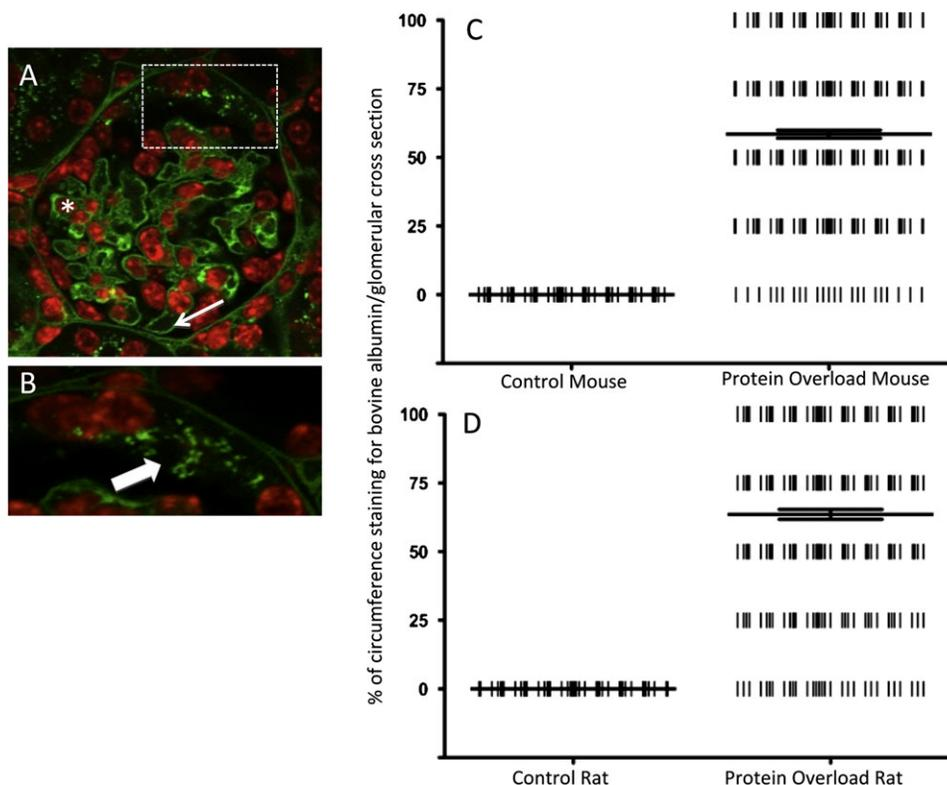 A
*
B
% of circumference staining for bovine albumin/glomerular cross section
C
100
75
50
25
0
Control Mouse
Protein Overload Mouse
D
100
75
50
25
0
Control Rat
Protein Overload Rat